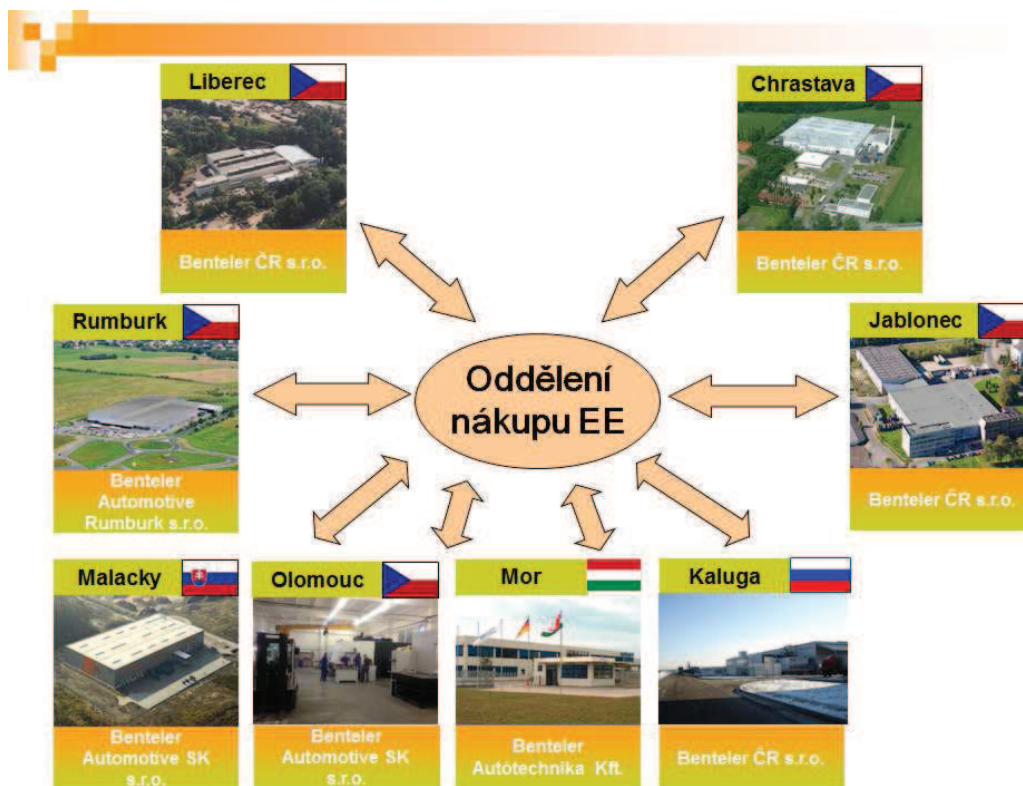 Liberec
Benteler ČR s.r.o.
Chrastava
Benteler ČR s.r.o.
Rumburk
Benteler
Automotive
Rumburk s.r.o.
Oddělení
nákupu EE
Jablonec
Benteler ČR s.r.o.
Malacky
Benteler
Automotive SK
s.r.o.
Olomouc
Benteler
Automotive SK
s.r.o.
Mor
Benteler
Autótechnika Kft.
Kaluga
Benteler ČR s.r.o.